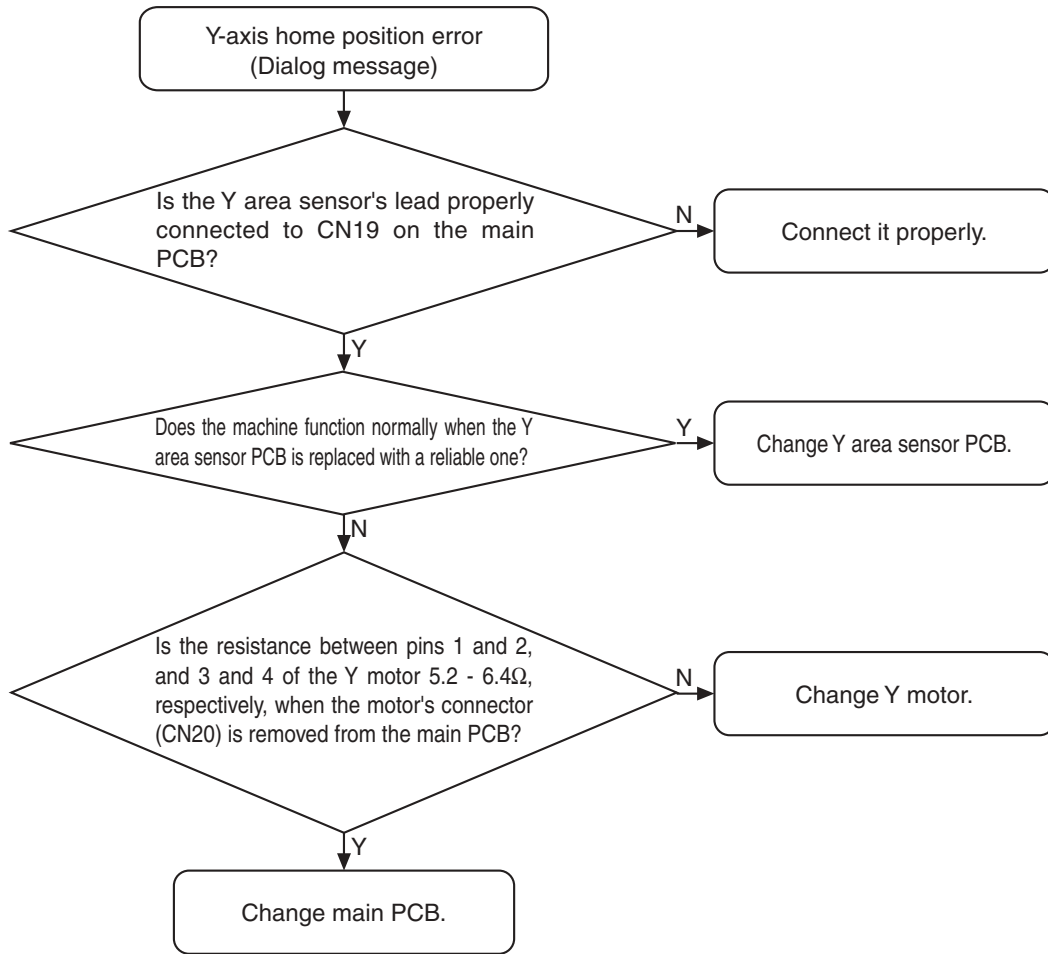 Y-axis home position error
(Dialog message)
Is the Y area sensor's lead properly
connected to CN19 on the main
PCB?
N
Connect it properly.
Y
Does the machine function normally when the Y
area sensor PCB is replaced with a reliable one?
Y
Change Y area sensor PCB.
N
Is the resistance between pins 1 and 2,
and 3 and 4 of the Y motor 5.2 - 6.4Ω,
respectively, when the motor's connector
(CN20) is removed from the main PCB?
N
Change Y motor.
Y
Change main PCB.